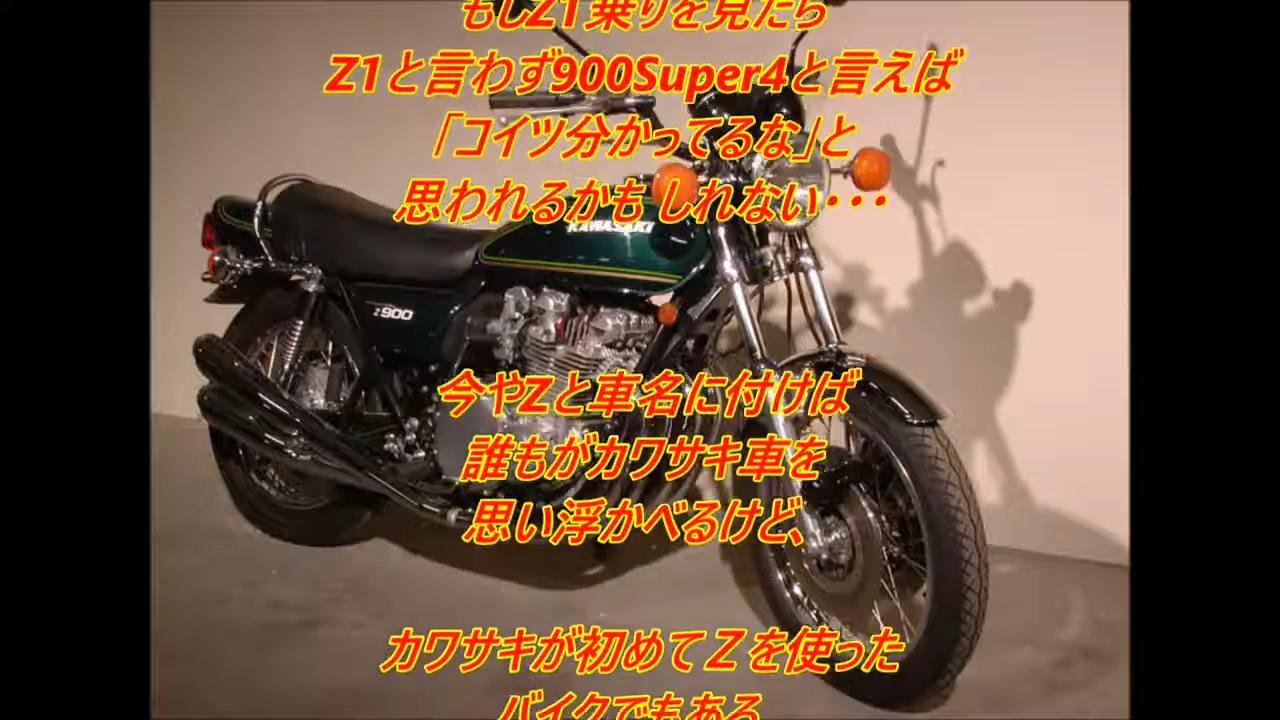 もしZ1乗りを見たら
Z1と言わず900Super4と言えば
「コイツ分かってるな」と
思われるかも しれない・・・
KAWASAKI
z900
今やZと車名に付けば
誰もがカワサキ車を
思い浮かべるけど、
カワサキが初めてＺを使った
バイクでもある